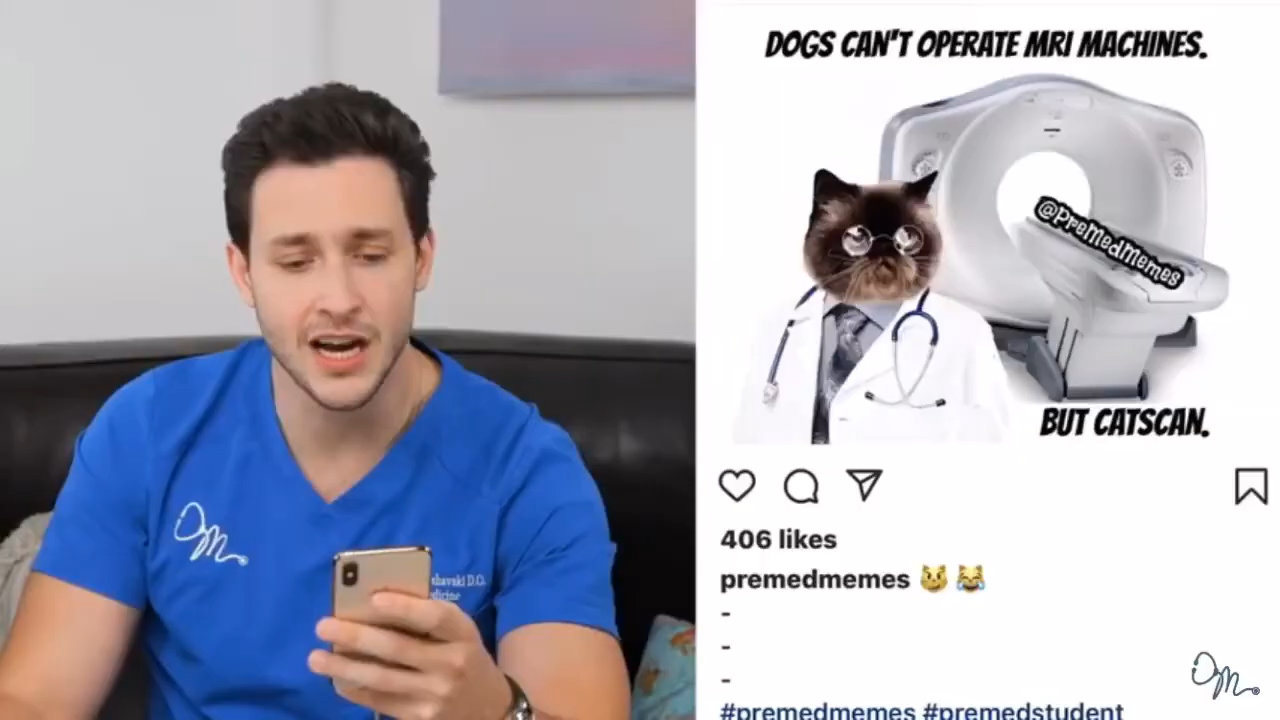 DOGS CAN'T OPERATE MRI MACHINES.
@PreMedMemes
BUT CATSCAN.
406 likes
premedmemes 😼 😹
-
-
-
#premedmemes #premedstudent
D.O.